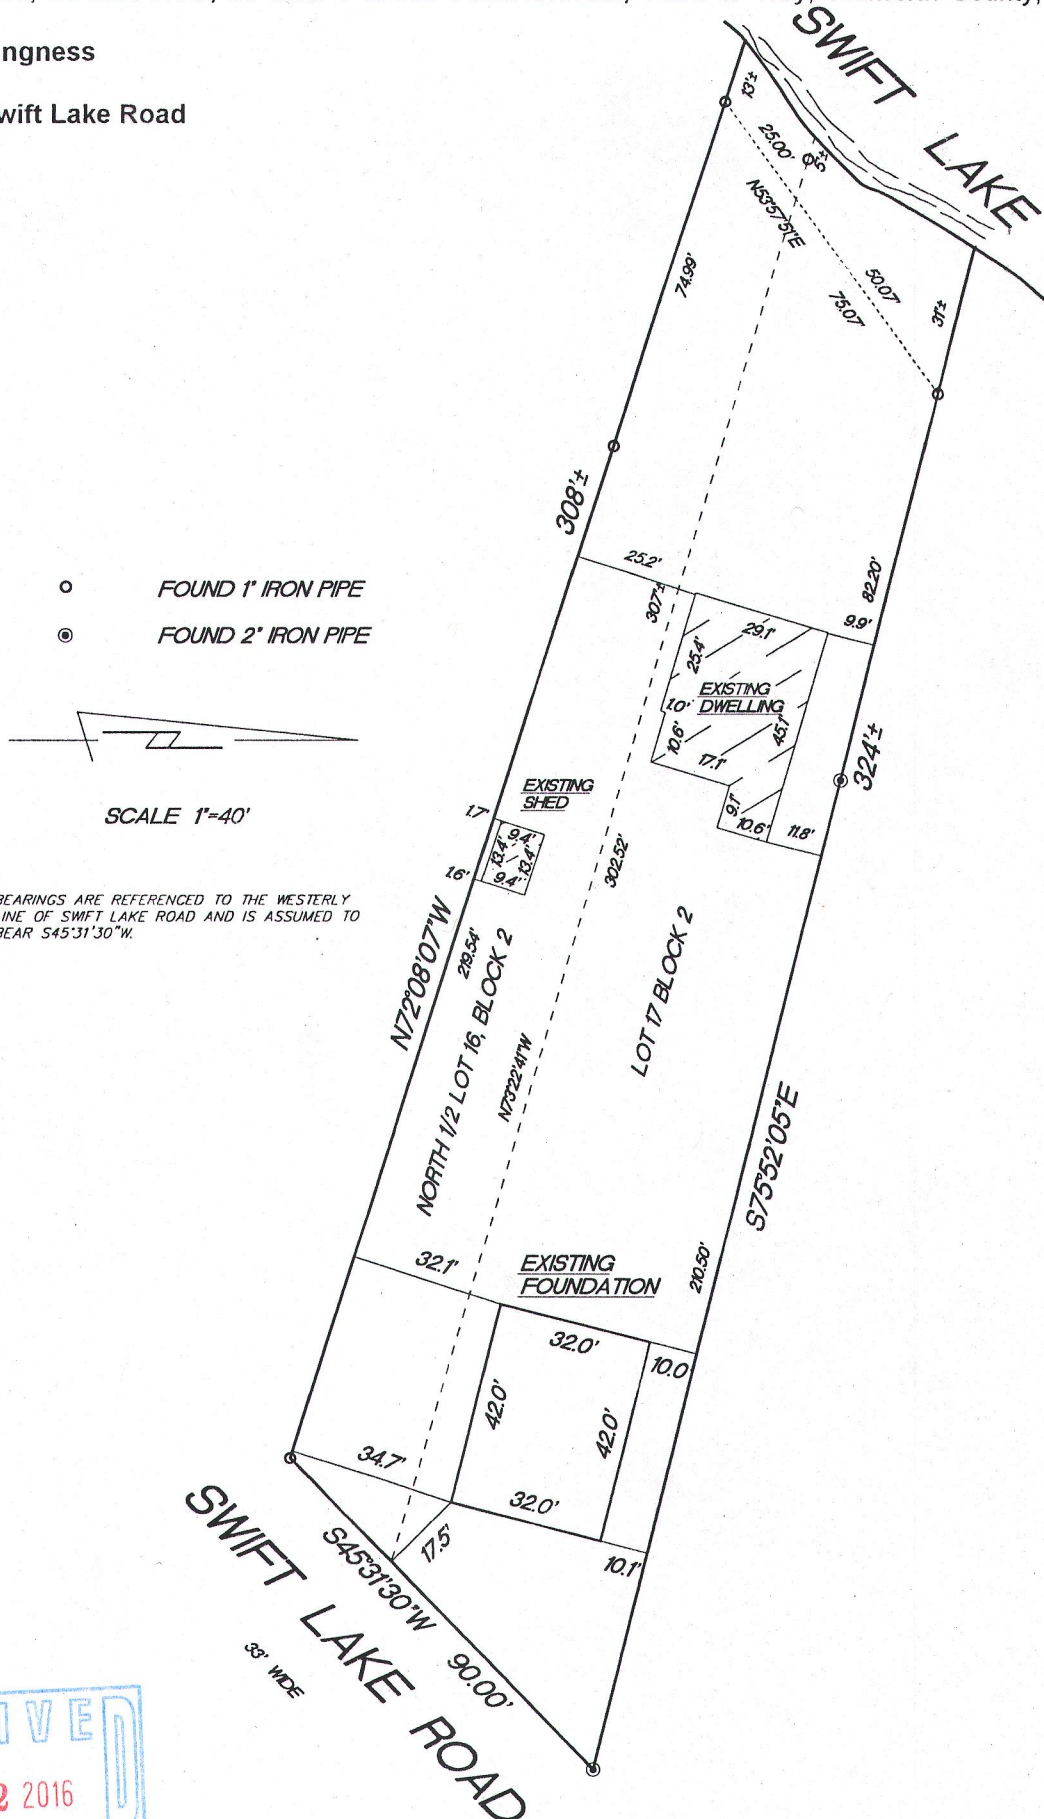 County,
ngness
wift Lake Road
SWIFT LAKE
13'±
25.00'
5'±
N53°57'51"E
74.99'
50.07'
75.07'
31'±
308'±
FOUND 1" IRON PIPE
FOUND 2" IRON PIPE
25.2'
307'±
82.20'
9.9'
29.1'
25.4'
EXISTING
DWELLING
1.0'
10.6'
45.1'
17.1'
9.1'
10.6'
11.8'
324'±
SCALE 1"=40'
EXISTING
SHED
1.7'
9.4'
13.4'
13.4'
9.4'
1.6'
302.52'
BEARINGS ARE REFERENCED TO THE WESTERLY
LINE OF SWIFT LAKE ROAD AND IS ASSUMED TO
BEAR S45°31'30"W.
N72°08'07"W
219.54'
NORTH 1/2 LOT 16, BLOCK 2
N73°22'41"W
LOT 17 BLOCK 2
S75°52'05"E
210.50'
32.1'
EXISTING
FOUNDATION
32.0'
10.0'
42.0'
42.0'
34.7'
32.0'
17.5'
10.1'
S45°31'30"W 90.00'
SWIFT LAKE ROAD
33' WIDE
IVED
2 2016